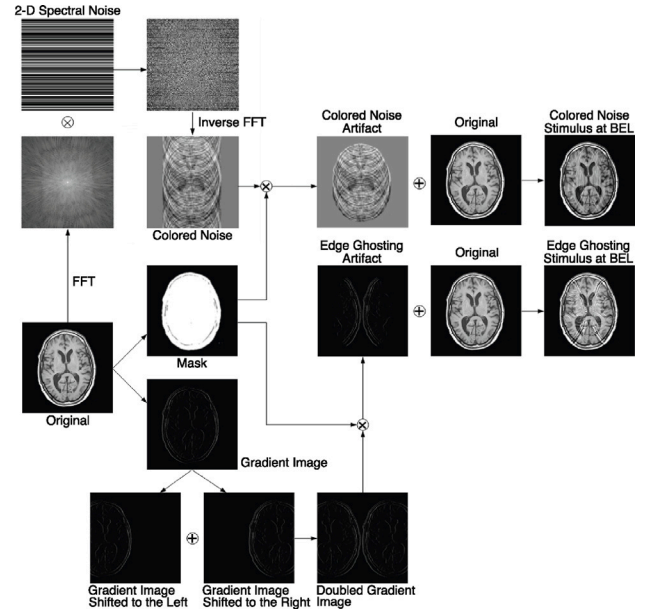 2-D Spectral Noise
Inverse FFT
Colored Noise
Artifact
Original
Colored Noise
Stimulus at BEL
Colored Noise
Edge Ghosting
Artifact
Original
Edge Ghosting
Stimulus at BEL
FFT
Mask
Original
Gradient Image
Gradient Image
Shifted to the Left
Gradient Image
Shifted to the Right
Doubled Gradient
Image